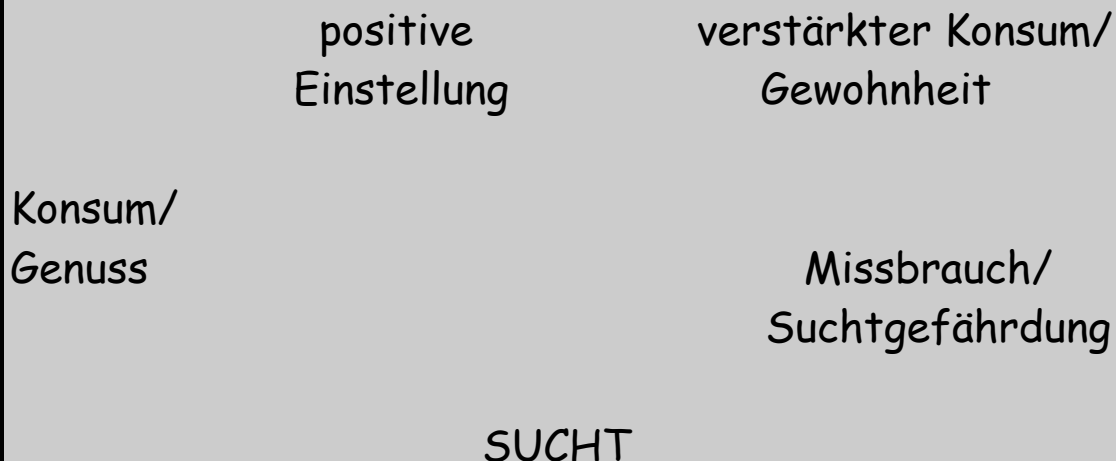 positive
Einstellung
verstärkter Konsum/
Gewohnheit
Konsum/
Genuss
Missbrauch/
Suchtgefährdung
SUCHT